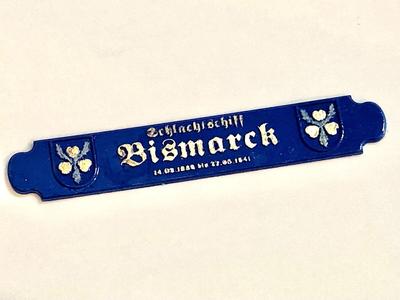 Schlachtschiff
Bismarck
14.02.1939 bis 27.05.1941